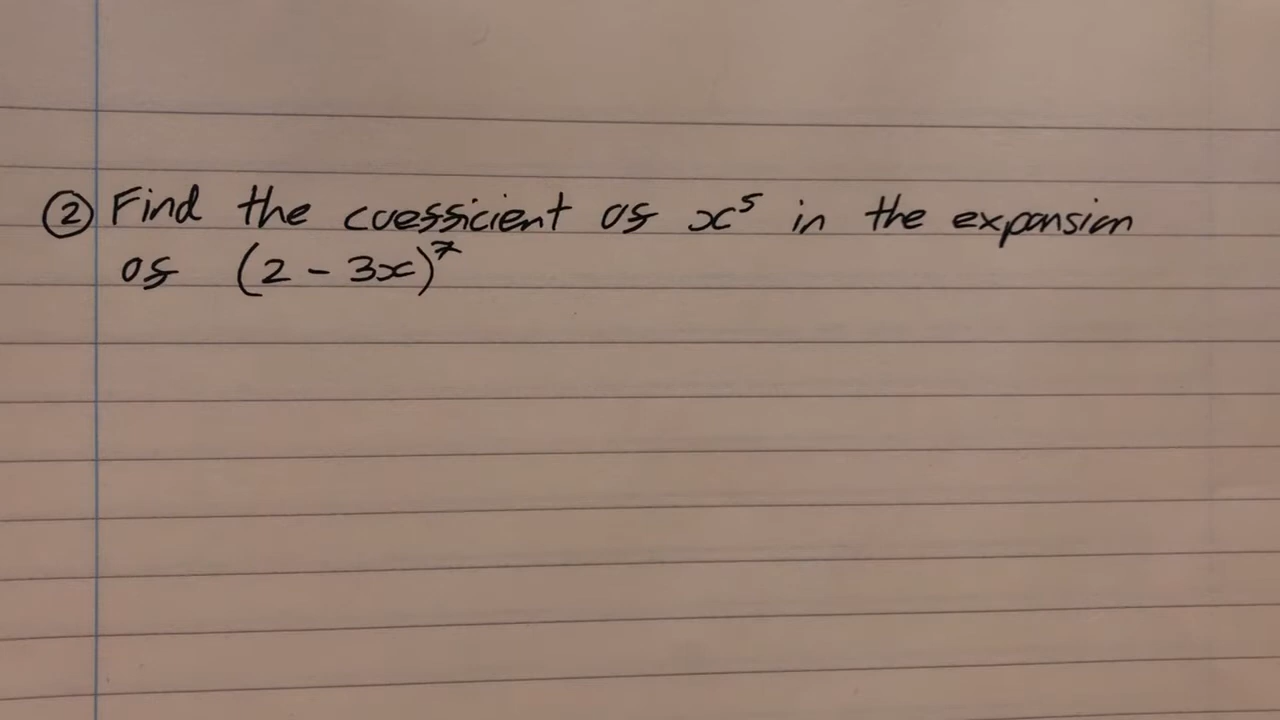 ② Find the coefficient of x⁵ in the expansion
of (2 - 3x)⁷